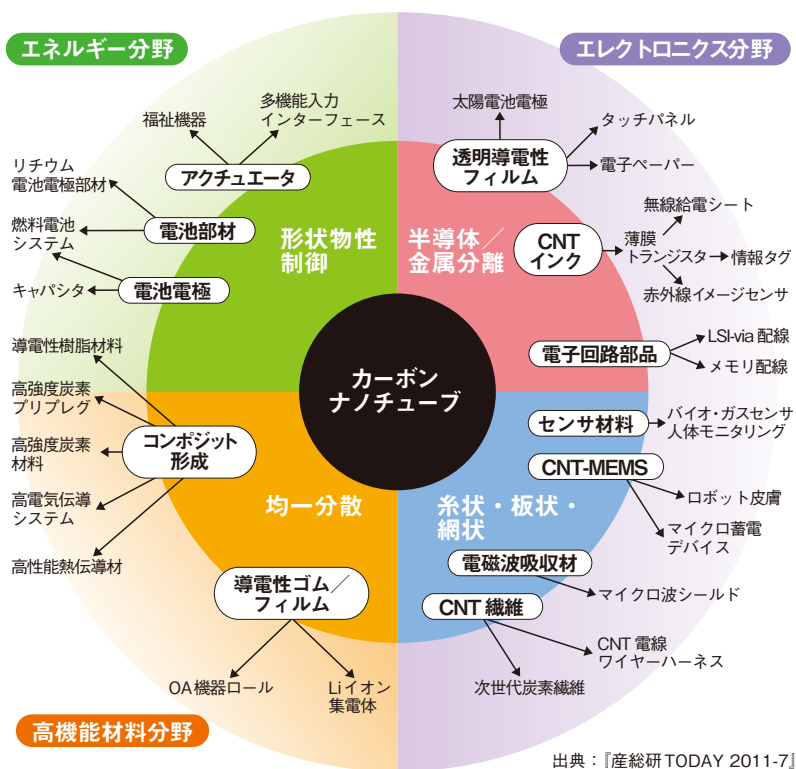 エネルギー分野
エレクトロニクス分野
福祉機器
多機能入力
インターフェース
アクチュエータ
リチウム
電池電極部材
電池部材
燃料電池
システム
電池電極
キャパシタ
形状物性
制御
太陽電池電極
タッチパネル
透明導電性
フィルム
電子ペーパー
半導体／
金属分離
CNT
インク
無線給電シート
薄膜
トランジスタ
情報タグ
赤外線イメージセンサ
電子回路部品
LSI-via 配線
メモリ配線
カーボン
ナノチューブ
導電性樹脂材料
高強度炭素
プリプレグ
コンポジット
形成
高強度炭素
材料
高電気伝導
システム
高性能熱伝導材
均一分散
導電性ゴム／
フィルム
OA機器ロール
Liイオン
集電体
高機能材料分野
センサ材料
バイオ・ガスセンサ
人体モニタリング
CNT-MEMS
ロボット皮膚
マイクロ蓄電
デバイス
糸状・板状・
網状
電磁波吸収材
マイクロ波シールド
CNT 繊維
CNT 電線
ワイヤーハーネス
次世代炭素繊維
出典：『産総研TODAY 2011-7』